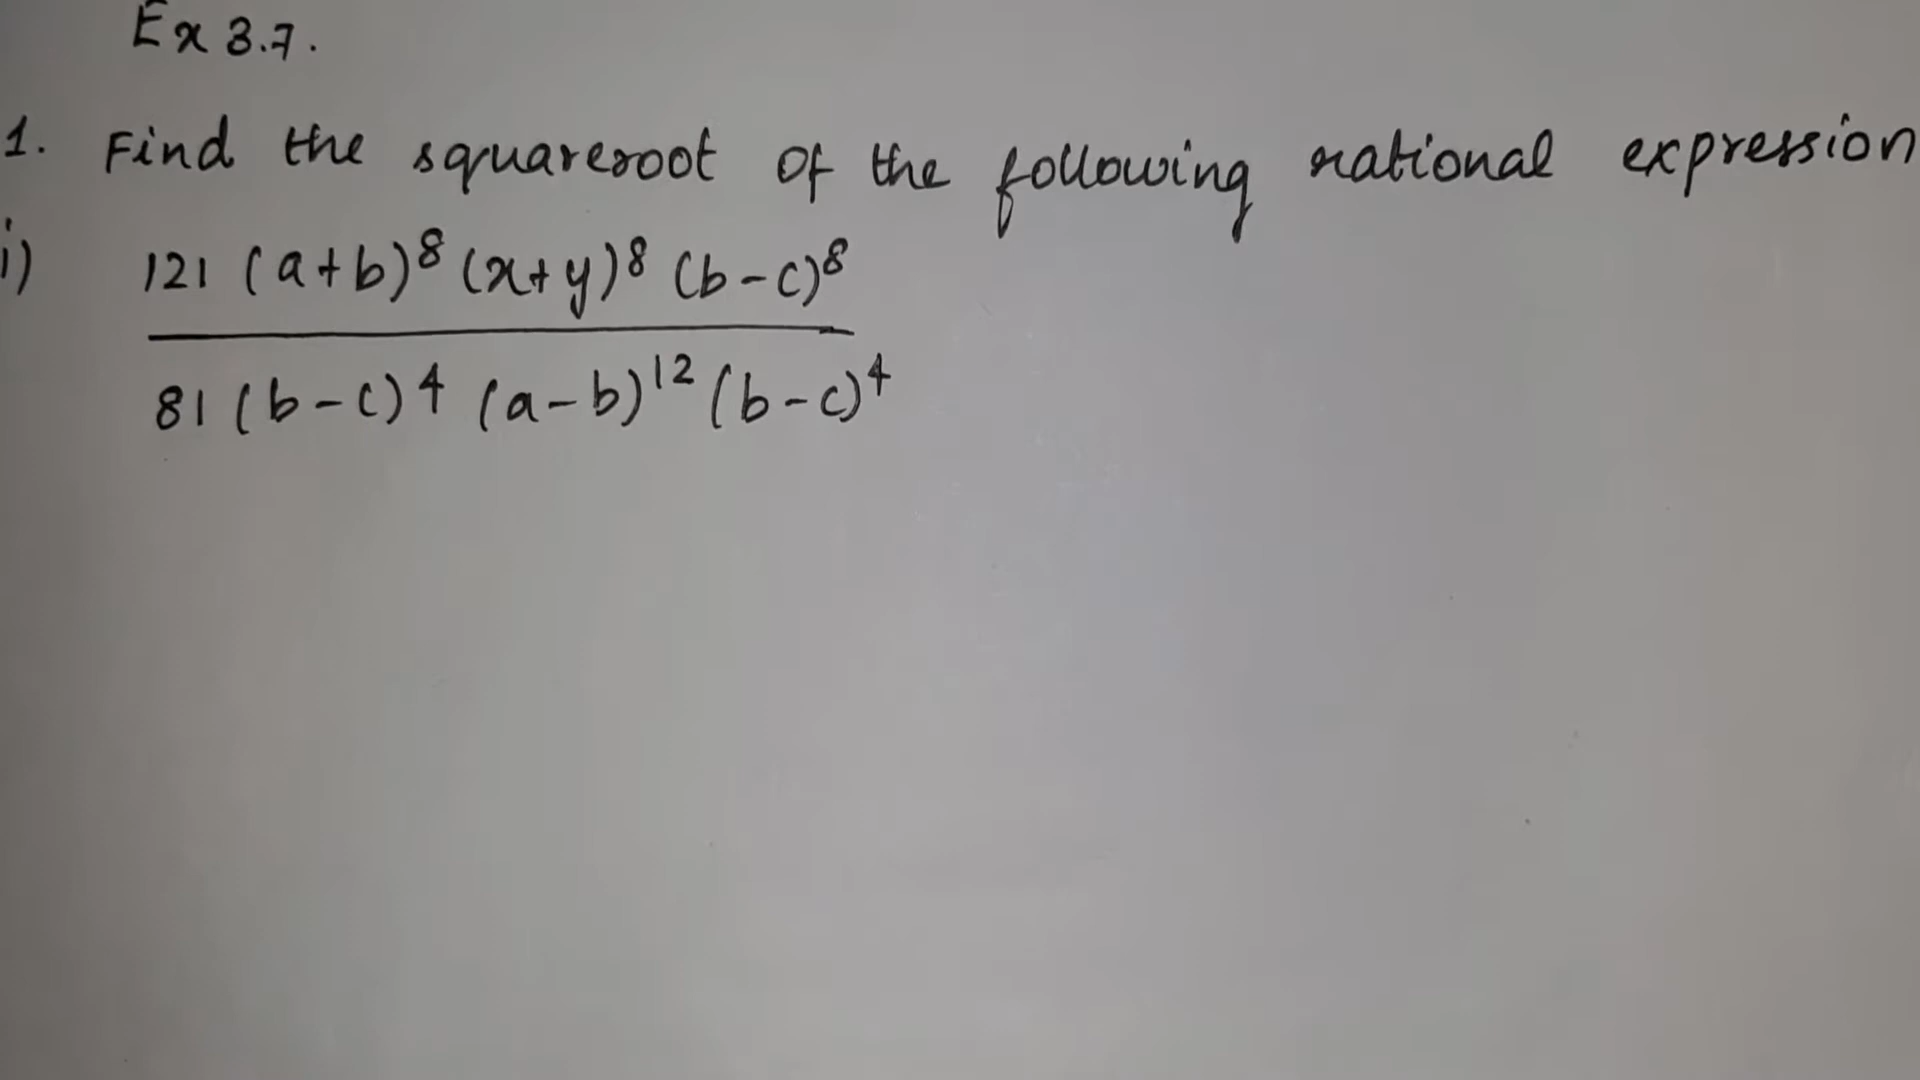 Ex 3.7.
1. Find the squareroot of the following rational expression
i) 121 (a+b)⁸ (x+y)⁸ (b-c)⁸
81 (b-c)⁴ (a-b)¹² (b-c)⁴